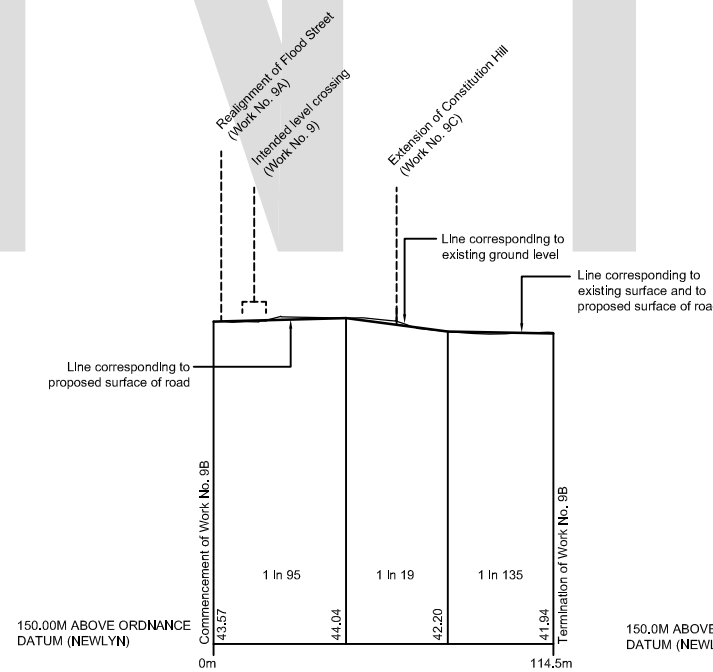 Realignment of Flood Street
(Work No. 9A)
Intended level crossing
(Work No. 9)
Extension of Constitution Hill
(Work No. 9C)
Line corresponding to
existing ground level
Line corresponding to
existing surface and to
proposed surface of roa
Line corresponding to
proposed surface of road
Commencement of Work No. 9B
43.57
1 in 95
44.04
1 in 19
42.20
1 in 135
41.94
Termination of Work No. 9B
150.00M ABOVE ORDNANCE
DATUM (NEWLYN)
150.0M ABOVE
DATUM (NEWL
0m
114.5m